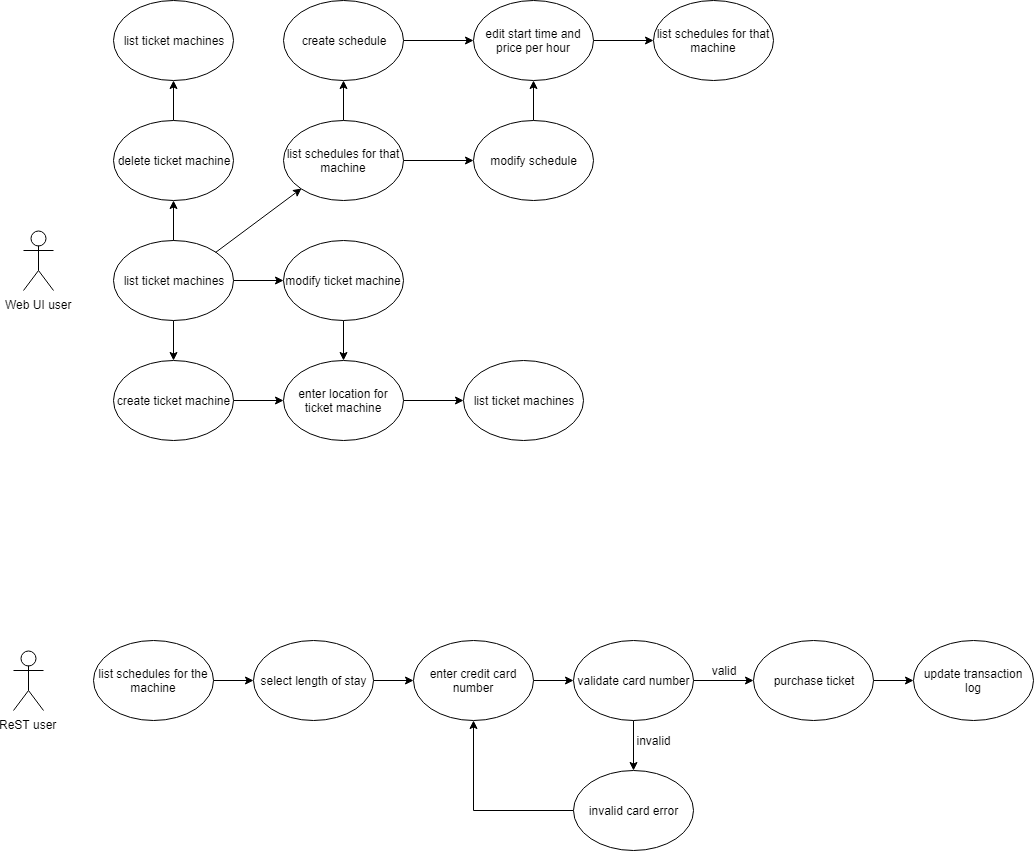 list ticket machines
create schedule
edit start time and
price per hour
list schedules for that
machine
delete ticket machine
list schedules for that
machine
modify schedule
Web UI user
list ticket machines
modify ticket machine
create ticket machine
enter location for
ticket machine
list ticket machines
ReST user
list schedules for the
machine
select length of stay
enter credit card
number
validate card number
valid
purchase ticket
update transaction
log
invalid
invalid card error